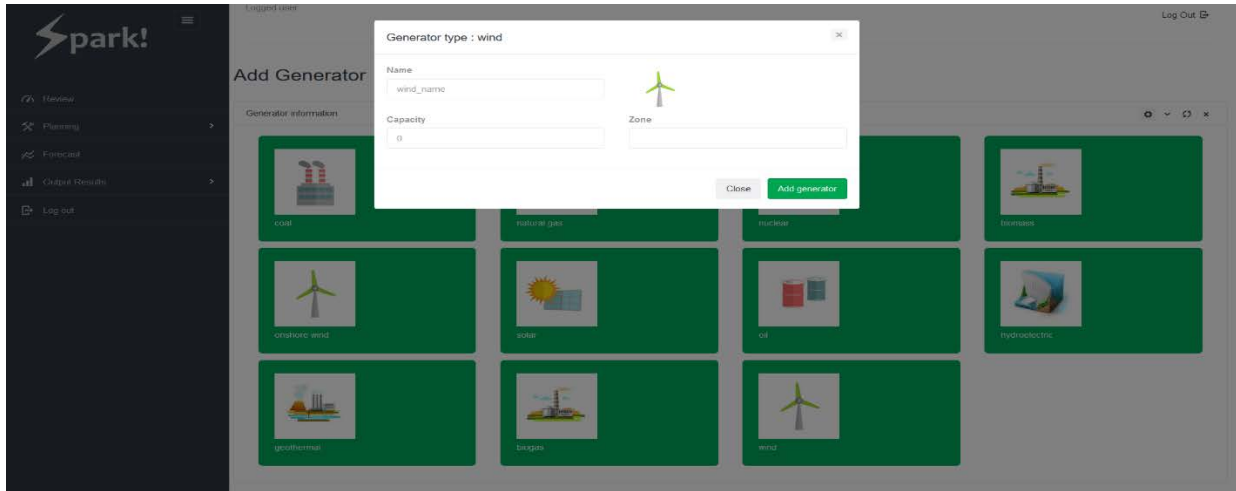 Spark!
Logged user
Log Out
Review
Planning
Forecast
Output Results
Log out
Add Generator
Generator information
Generator type : wind
Name
wind_name
Capacity
0
Zone
Close
Add generator
coal
natural gas
nuclear
biomass
onshore wind
solar
oil
hydroelectric
geothermal
biogas
wind